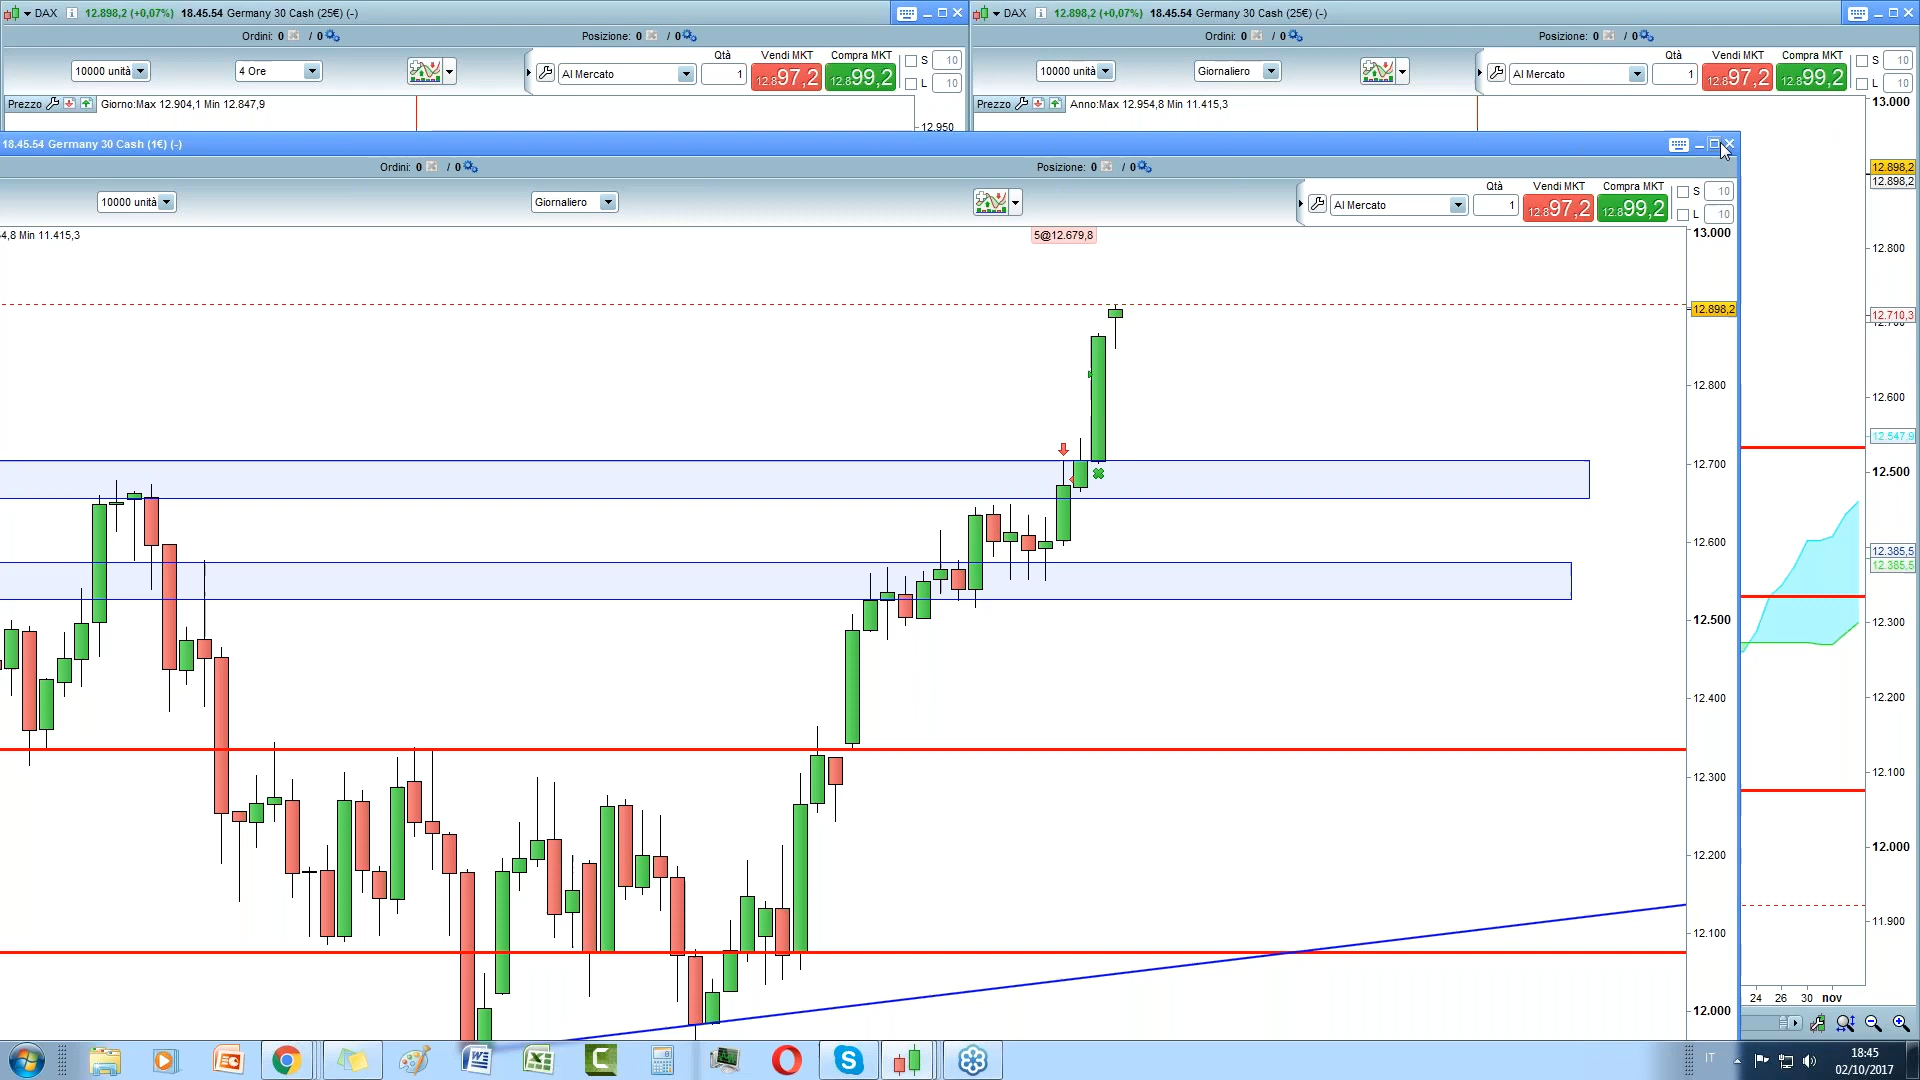 DAX 12.898,2 (+0,07%) 18.45.54 Germany 30 Cash (25€) (-)
Ordini: 0 / 0 Posizione: 0 / 0
10000 unità 4 Ore Al Mercato Qtà 1 Vendi MKT 12.897,2 Compra MKT 12.899,2 S 10 L 10
Prezzo Giorno:Max 12.904,1 Min 12.847,9
12.950
DAX 12.898,2 (+0,07%) 18.45.54 Germany 30 Cash (25€) (-)
Ordini: 0 / 0 Posizione: 0 / 0
10000 unità Giornaliero Al Mercato Qtà 1 Vendi MKT 12.897,2 Compra MKT 12.899,2 S 10 L 10
Prezzo Anno:Max 12.954,8 Min 11.415,3
13.000
12.898,2
12.898,2
12.800
12.710,3
12.600
12.547,9
12.500
12.385,5
12.385,5
12.300
12.200
12.100
12.000
11.900
24 26 30 nov
18.45.54 Germany 30 Cash (1€) (-)
Ordini: 0 / 0 Posizione: 0 / 0
10000 unità Giornaliero Al Mercato Qtà 1 Vendi MKT 12.897,2 Compra MKT 12.899,2 S 10 L 10
4,8 Min 11.415,3
5@12.679,8
13.000
12.898,2
12.800
12.700
12.600
12.500
12.400
12.300
12.200
12.100
12.000
IT
18:45
02/10/2017